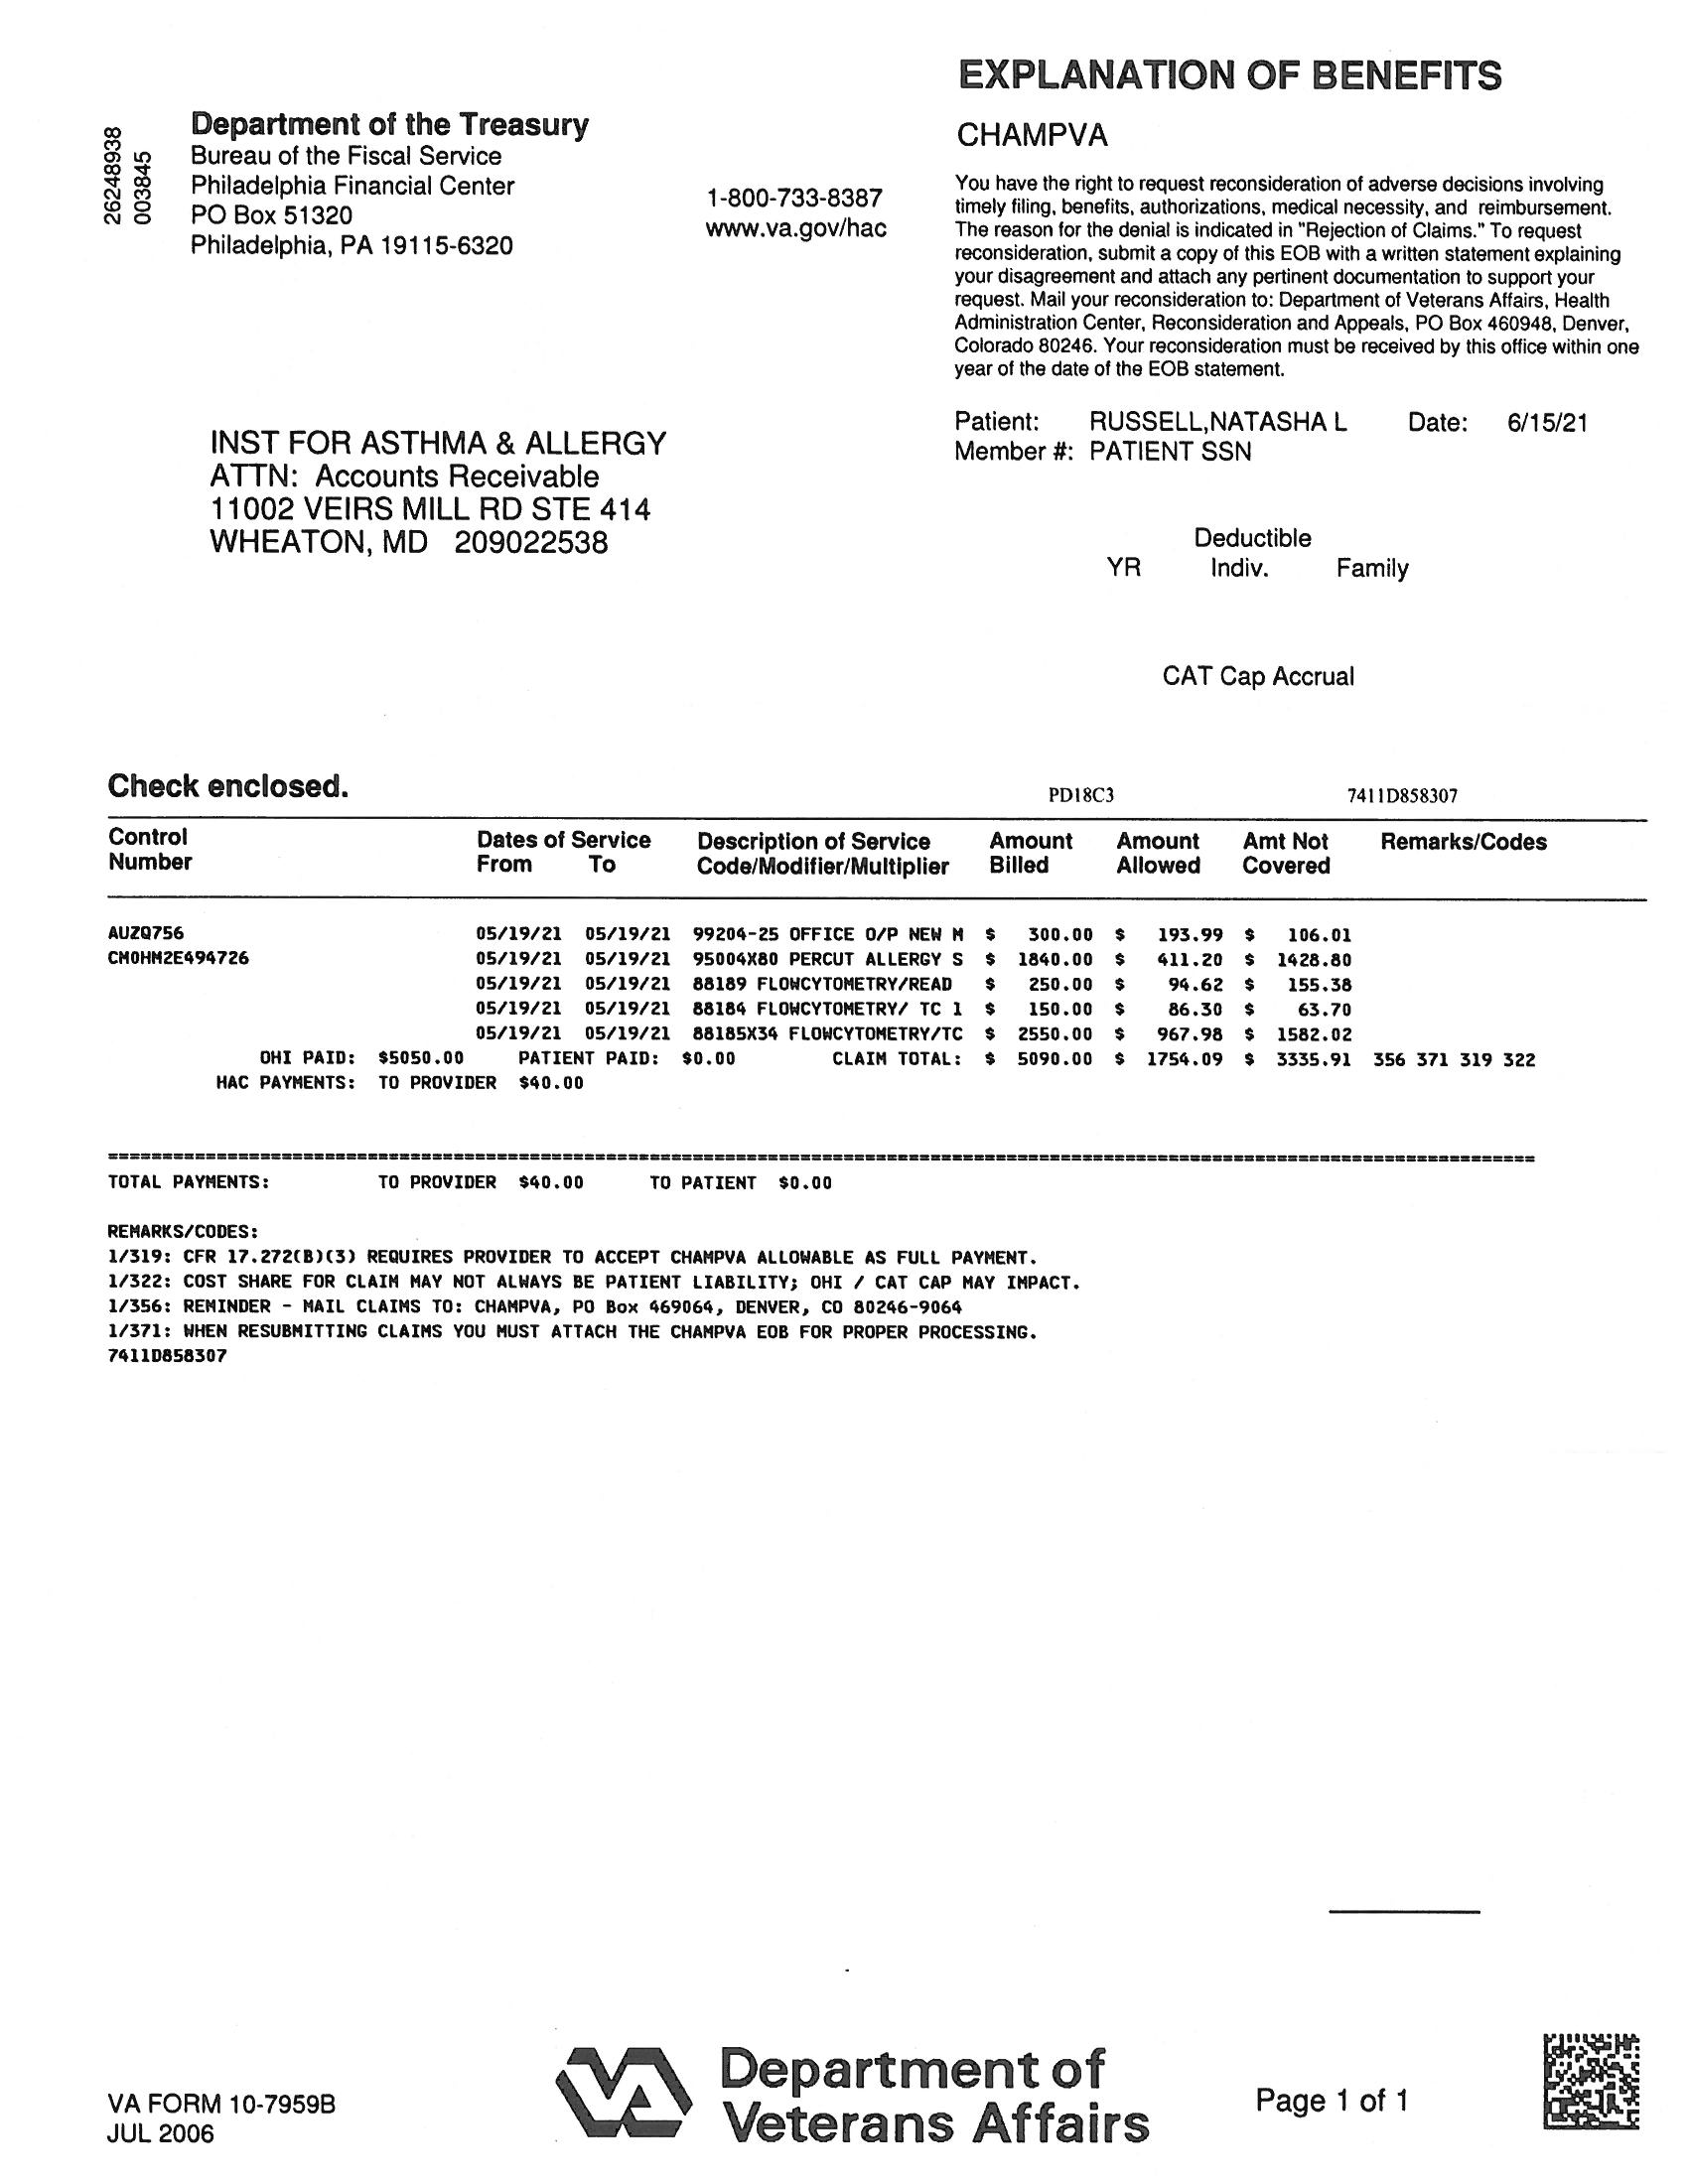 EXPLANATION OF BENEFITS
26248938
003845
Department of the Treasury
Bureau of the Fiscal Service
Philadelphia Financial Center
PO Box 51320
Philadelphia, PA 19115-6320
1-800-733-8387
www.va.gov/hac
CHAMPVA
You have the right to request reconsideration of adverse decisions involving
timely filing, benefits, authorizations, medical necessity, and reimbursement.
The reason for the denial is indicated in "Rejection of Claims." To request
reconsideration, submit a copy of this EOB with a written statement explaining
your disagreement and attach any pertinent documentation to support your
request. Mail your reconsideration to: Department of Veterans Affairs, Health
Administration Center, Reconsideration and Appeals, PO Box 460948, Denver,
Colorado 80246. Your reconsideration must be received by this office within one
year of the date of the EOB statement.
INST FOR ASTHMA & ALLERGY
ATTN: Accounts Receivable
11002 VEIRS MILL RD STE 414
WHEATON, MD 209022538
Patient: RUSSELL,NATASHA L Date: 6/15/21
Member #: PATIENT SSN
Deductible
YR Indiv. Family
CAT Cap Accrual
Check enclosed. PD18C3 7411D858307
Control Dates of Service Description of Service Amount Amount Amt Not Remarks/Codes
Number From To Code/Modifier/Multiplier Billed Allowed Covered
AUZQ756 05/19/21 05/19/21 99204-25 OFFICE O/P NEW M $ 300.00 $ 193.99 $ 106.01
CM0HM2E494726 05/19/21 05/19/21 95004X80 PERCUT ALLERGY S $ 1840.00 $ 411.20 $ 1428.80
05/19/21 05/19/21 88189 FLOWCYTOMETRY/READ $ 250.00 $ 94.62 $ 155.38
05/19/21 05/19/21 88184 FLOWCYTOMETRY/ TC 1 $ 150.00 $ 86.30 $ 63.70
05/19/21 05/19/21 88185X34 FLOWCYTOMETRY/TC $ 2550.00 $ 967.98 $ 1582.02
OHI PAID: $5050.00 PATIENT PAID: $0.00 CLAIM TOTAL: $ 5090.00 $ 1754.09 $ 3335.91 356 371 319 322
HAC PAYMENTS: TO PROVIDER $40.00
TOTAL PAYMENTS: TO PROVIDER $40.00 TO PATIENT $0.00
REMARKS/CODES:
1/319: CFR 17.272(B)(3) REQUIRES PROVIDER TO ACCEPT CHAMPVA ALLOWABLE AS FULL PAYMENT.
1/322: COST SHARE FOR CLAIM MAY NOT ALWAYS BE PATIENT LIABILITY; OHI / CAT CAP MAY IMPACT.
1/356: REMINDER - MAIL CLAIMS TO: CHAMPVA, PO Box 469064, DENVER, CO 80246-9064
1/371: WHEN RESUBMITTING CLAIMS YOU MUST ATTACH THE CHAMPVA EOB FOR PROPER PROCESSING.
7411D858307
VA FORM 10-7959B
JUL 2006
VA
Department of
Veterans Affairs
Page 1 of 1